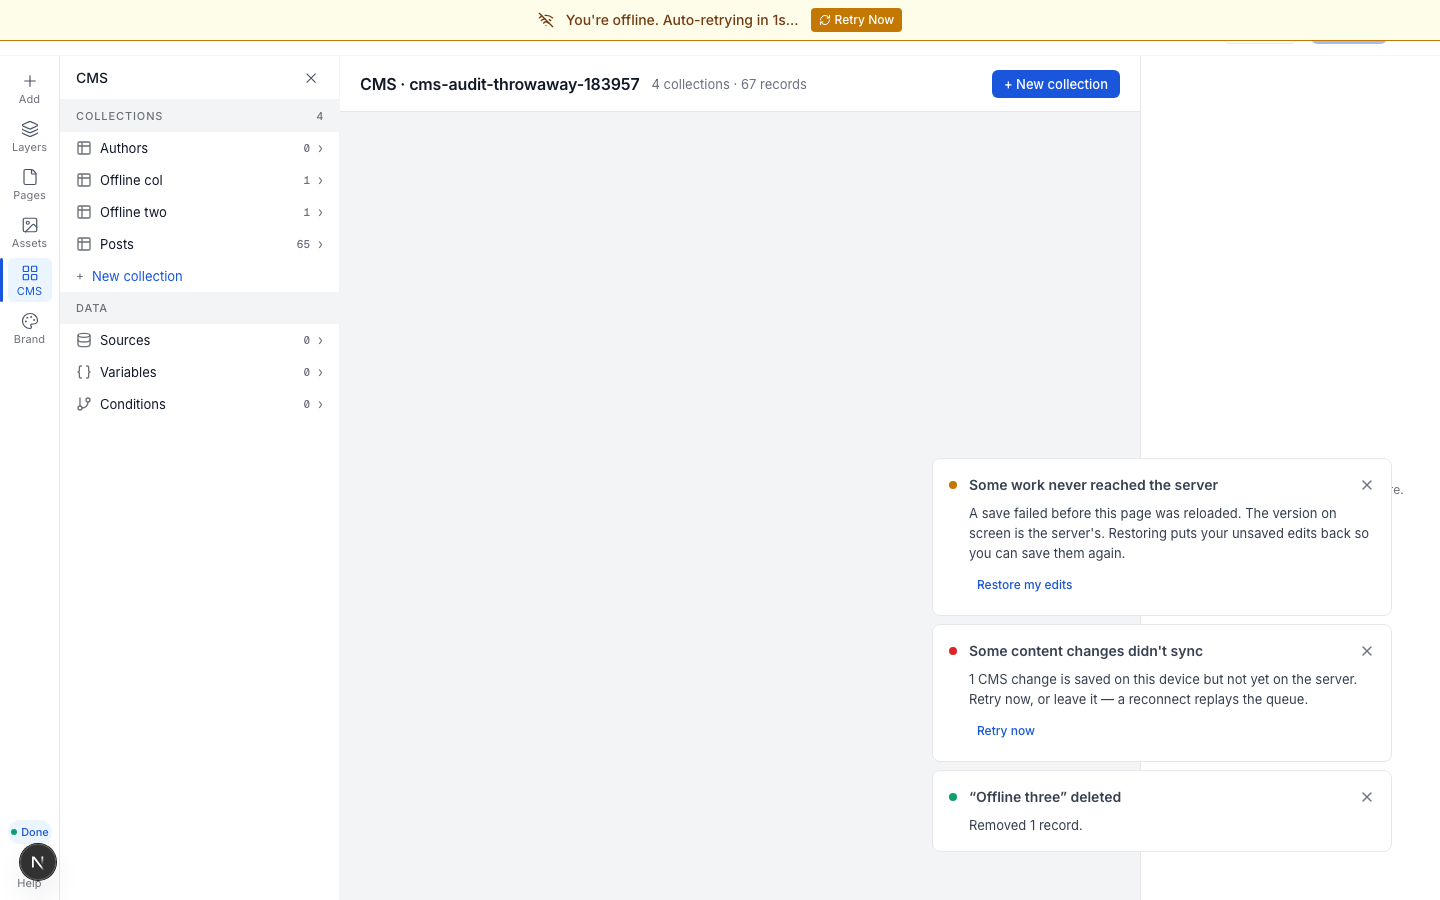 You're offline. Auto-retrying in 1s...
Retry Now
Add
Layers
Pages
Assets
CMS
Brand
Done
N
Help
CMS
COLLECTIONS 4
Authors 0
Offline col 1
Offline two 1
Posts 65
+ New collection
DATA
Sources 0
Variables 0
Conditions 0
CMS · cms-audit-throwaway-183957 4 collections · 67 records
+ New collection
re.
Some work never reached the server
A save failed before this page was reloaded. The version on
screen is the server's. Restoring puts your unsaved edits back so
you can save them again.
Restore my edits
Some content changes didn't sync
1 CMS change is saved on this device but not yet on the server.
Retry now, or leave it — a reconnect replays the queue.
Retry now
“Offline three” deleted
Removed 1 record.